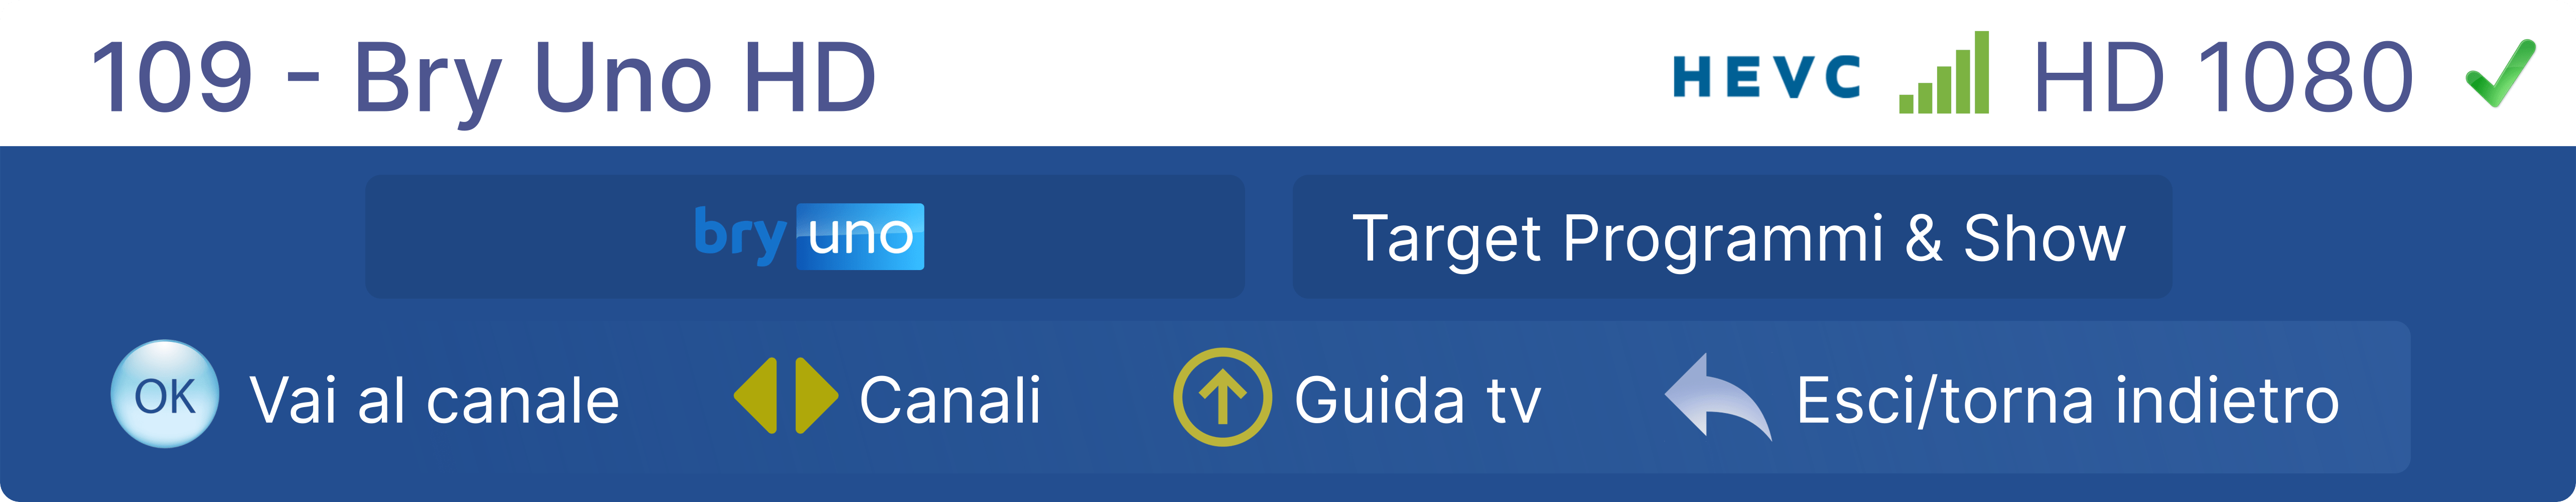 109 - Bry Uno HD HEVC HD 1080
bry uno Target Programmi & Show
OK Vai al canale Canali Guida tv Esci/torna indietro